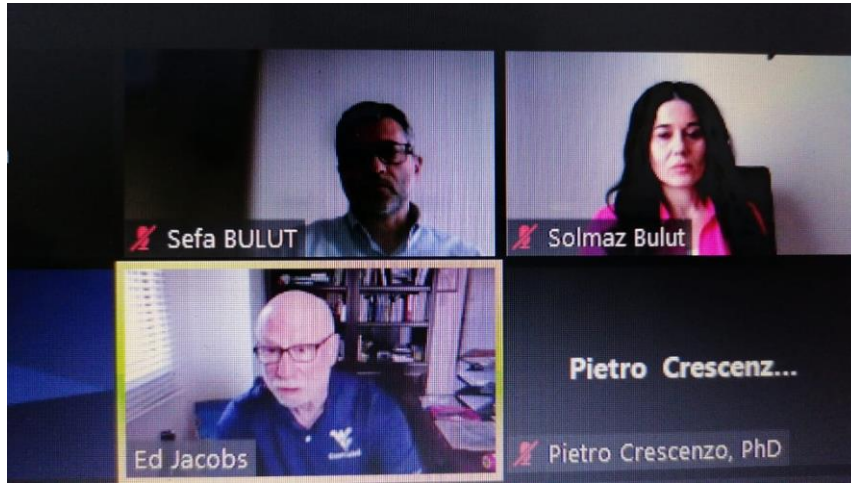 Sefa BULUT
Solmaz Bulut
Ed Jacobs
Pietro Crescenz...
Pietro Crescenzo, PhD